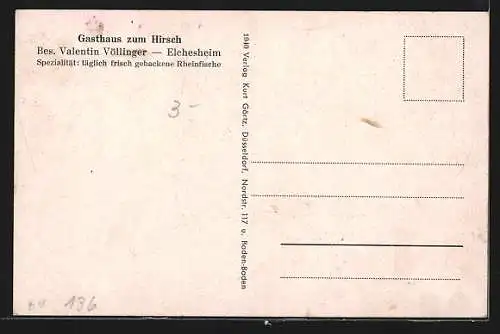 Gasthaus zum Hirsch
Bes. Valentin Völlinger — Elchesheim
Spezialität: täglich frisch gebackene Rheinfische
3-
1940 Verlag Kurt Görtz, Düsseldorf, Nordstr. 117 u. Baden-Baden
136